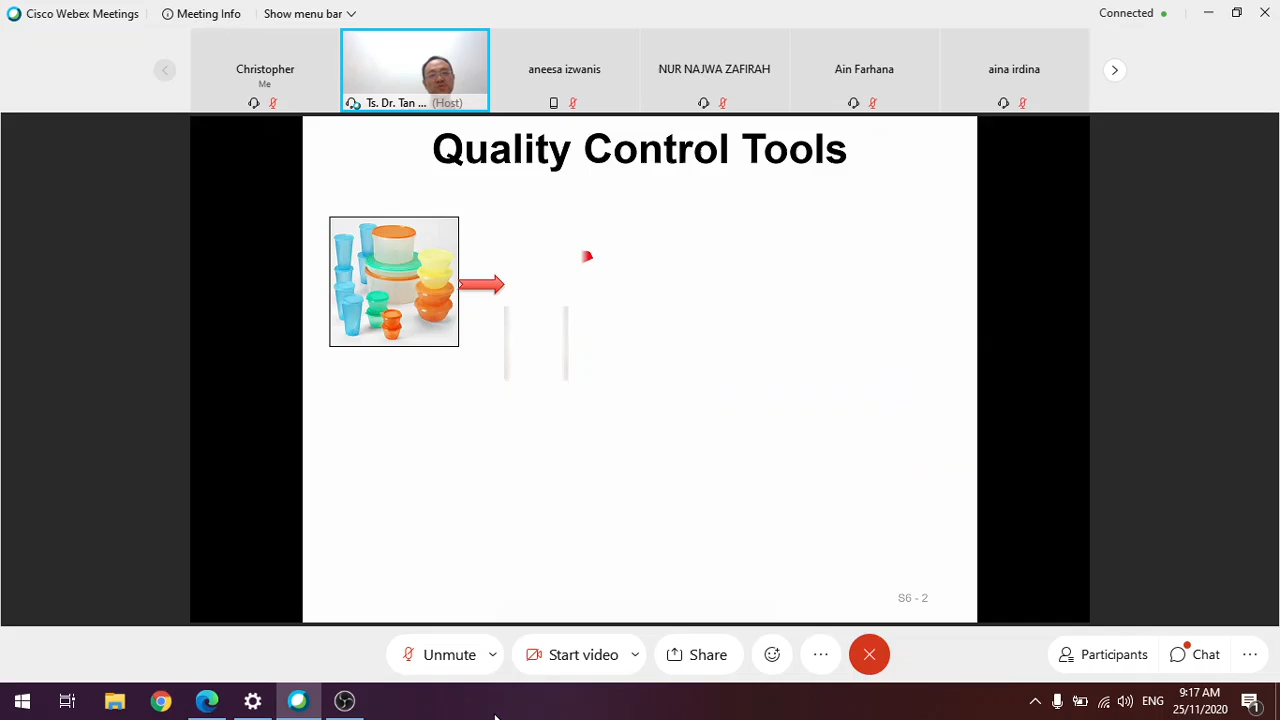 Cisco Webex Meetings
Meeting Info
Show menu bar
Connected
Christopher
Me
Ts. Dr. Tan ... (Host)
aneesa izwanis
NUR NAJWA ZAFIRAH
Ain Farhana
aina irdina
Quality Control Tools
S6 - 2
Unmute
Start video
Share
Participants
Chat
ENG
9:17 AM
25/11/2020
1